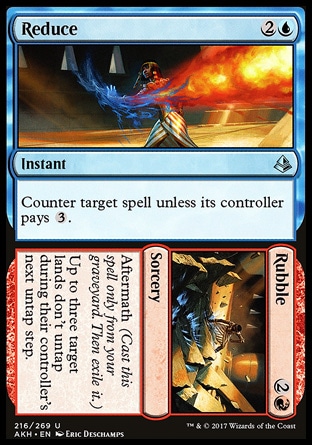 Reduce 2
Instant
Counter target spell unless its controller
pays 3.
Rubble 2
Sorcery
Aftermath (Cast this
spell only from your
graveyard. Then exile it.)
Up to three target
lands don't untap
during their controller's
next untap step.
216/269 U
AKH • EN Eric Deschamps
™ & © 2017 Wizards of the Coast